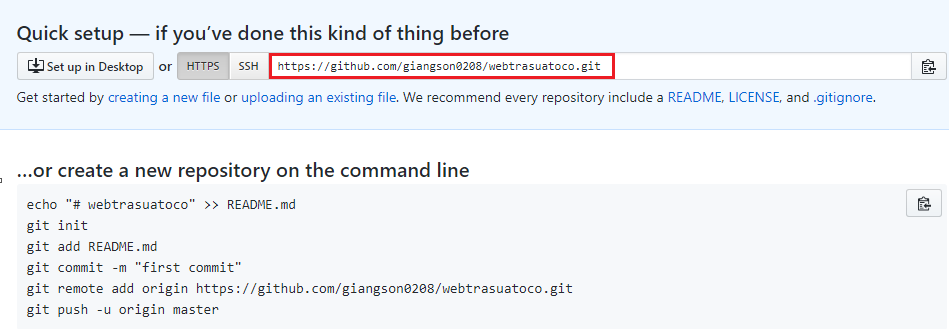 Quick setup — if you’ve done this kind of thing before
Set up in Desktop or HTTPS SSH https://github.com/giangson0208/webtrasuatoco.git
Get started by creating a new file or uploading an existing file. We recommend every repository include a README, LICENSE, and .gitignore.
…or create a new repository on the command line
echo "# webtrasuatoco" >> README.md
git init
git add README.md
git commit -m "first commit"
git remote add origin https://github.com/giangson0208/webtrasuatoco.git
git push -u origin master